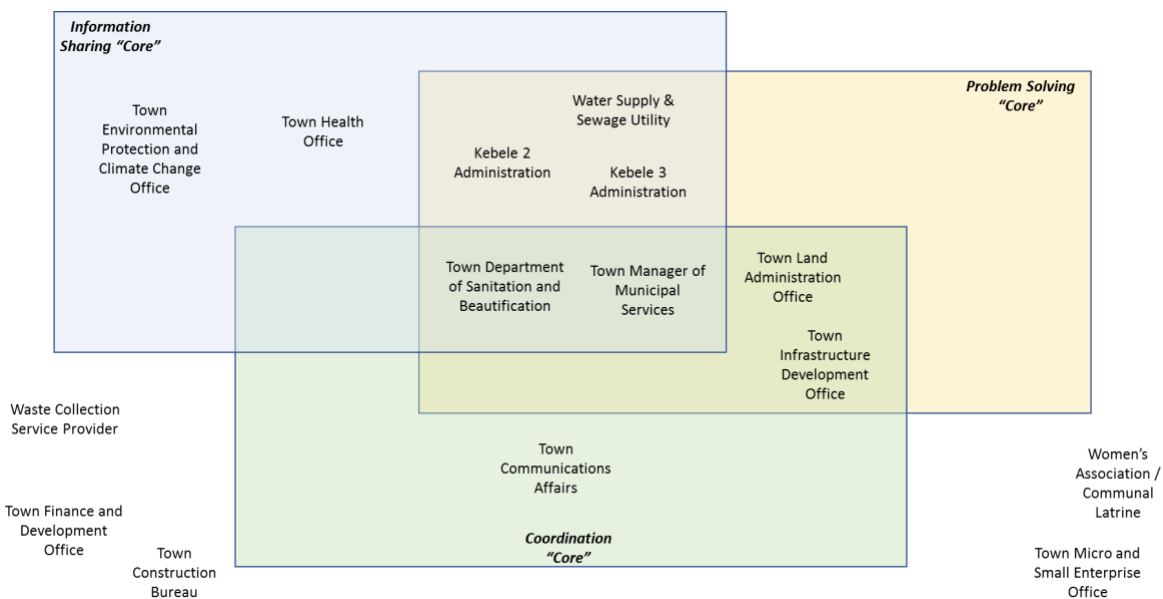 Information
Sharing “Core”
Problem Solving
“Core”
Town
Environmental
Protection and
Climate Change
Office
Town Health
Office
Water Supply &
Sewage Utility
Kebele 2
Administration
Kebele 3
Administration
Town Department
of Sanitation and
Beautification
Town Manager of
Municipal
Services
Town Land
Administration
Office
Town
Infrastructure
Development
Office
Waste Collection
Service Provider
Town
Communications
Affairs
Women’s
Association /
Communal
Latrine
Town Finance and
Development
Office
Town
Construction
Bureau
Coordination
“Core”
Town Micro and
Small Enterprise
Office